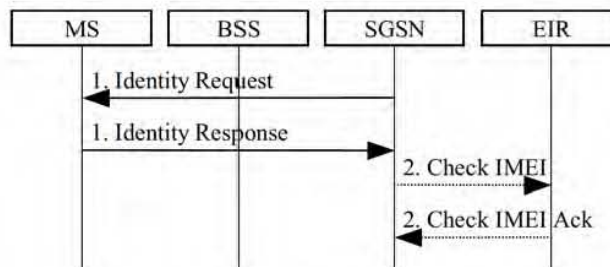 MS BSS SGSN EIR
1. Identity Request
1. Identity Response
2. Check IMEI
2. Check IMEI Ack